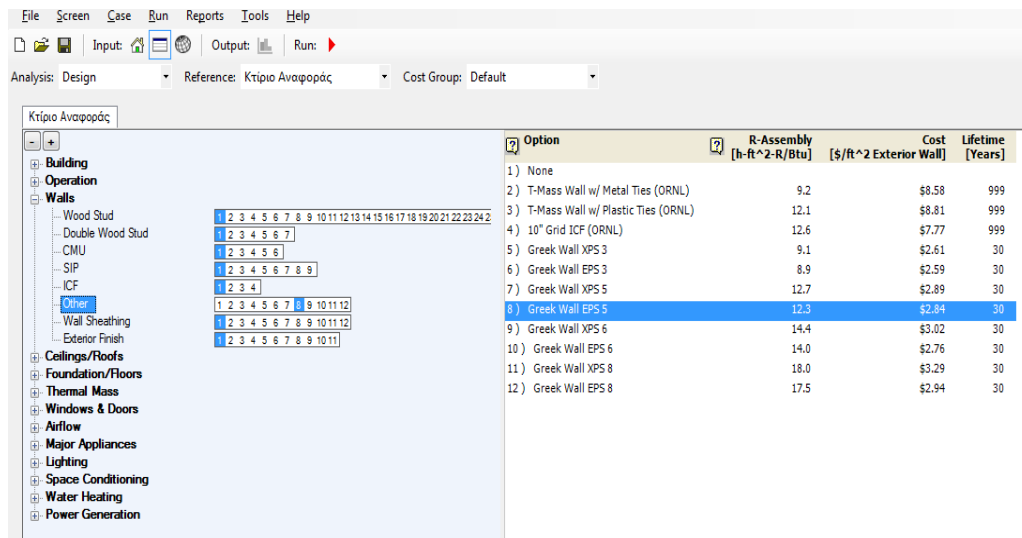 File Screen Case Run Reports Tools Help
Input: Output: Run:
Analysis: Design Reference: Κτίριο Αναφοράς Cost Group: Default
Κτίριο Αναφοράς
- +
Building
Operation
Walls
Wood Stud 1 2 3 4 5 6 7 8 9 10 11 12 13 14 15 16 17 18 19 20 21 22 23 24
Double Wood Stud 1 2 3 4 5 6 7
CMU 1 2 3 4 5 6
SIP 1 2 3 4 5 6 7 8 9
ICF 1 2 3 4
Other 1 2 3 4 5 6 7 8 9 10 11 12
Wall Sheathing 1 2 3 4 5 6 7 8 9 10 11 12
Exterior Finish 1 2 3 4 5 6 7 8 9 10 11
Ceilings/Roofs
Foundation/Floors
Thermal Mass
Windows & Doors
Airflow
Major Appliances
Lighting
Space Conditioning
Water Heating
Power Generation
? Option ? R-Assembly Cost Lifetime
[h-ft^2-R/Btu] [$/ft^2 Exterior Wall] [Years]
1 ) None
2 ) T-Mass Wall w/ Metal Ties (ORNL) 9.2 $8.58 999
3 ) T-Mass Wall w/ Plastic Ties (ORNL) 12.1 $8.81 999
4 ) 10" Grid ICF (ORNL) 12.6 $7.77 999
5 ) Greek Wall XPS 3 9.1 $2.61 30
6 ) Greek Wall EPS 3 8.9 $2.59 30
7 ) Greek Wall XPS 5 12.7 $2.89 30
8 ) Greek Wall EPS 5 12.3 $2.84 30
9 ) Greek Wall XPS 6 14.4 $3.02 30
10 ) Greek Wall EPS 6 14.0 $2.76 30
11 ) Greek Wall XPS 8 18.0 $3.29 30
12 ) Greek Wall EPS 8 17.5 $2.94 30